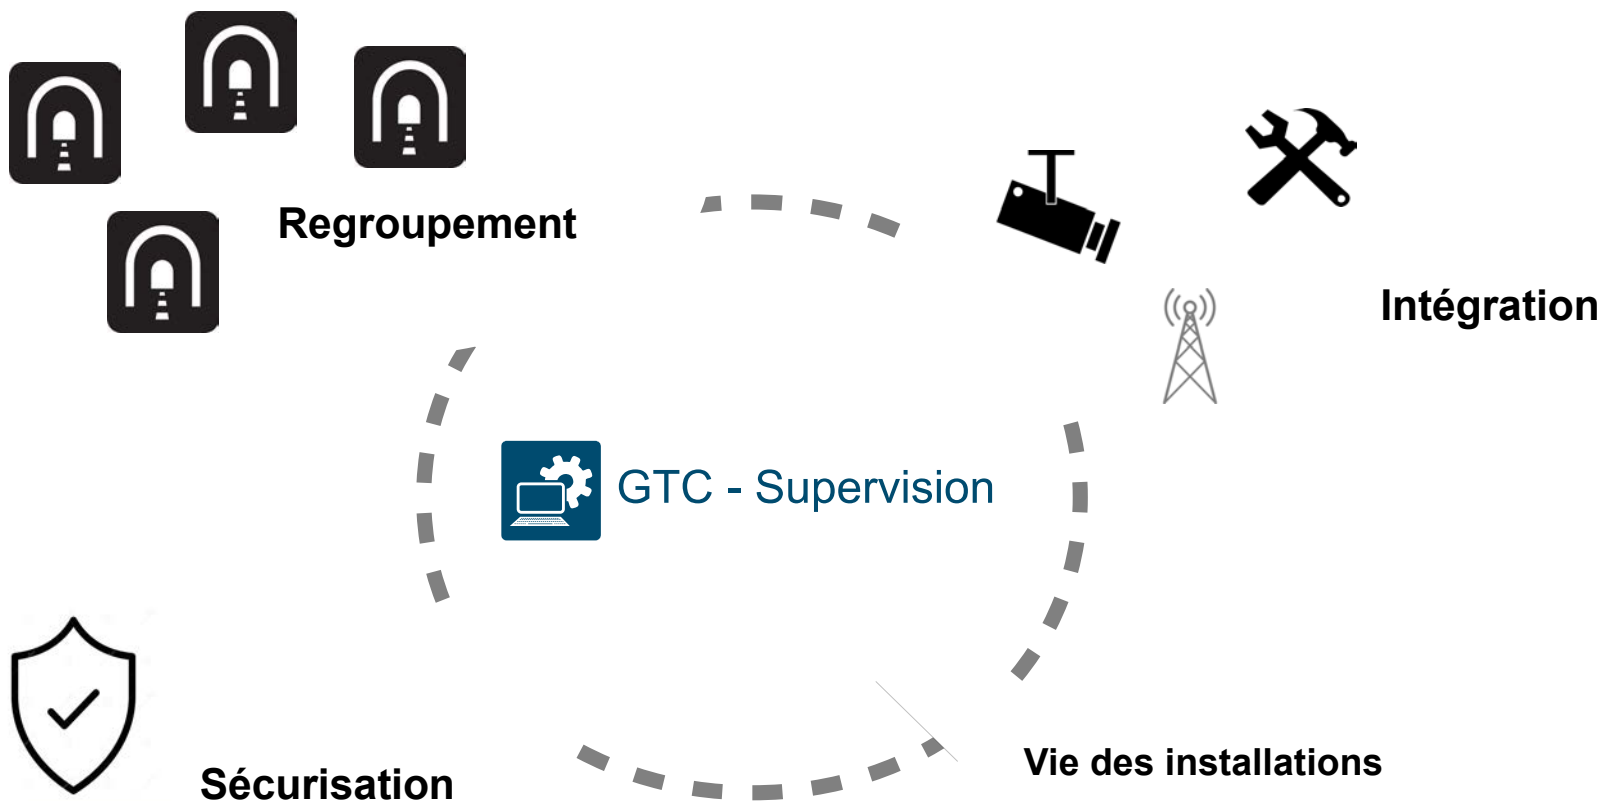 Regroupement
Intégration
GTC - Supervision
Vie des installations
Sécurisation